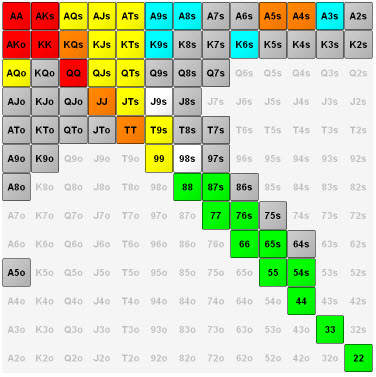 AA AKs AQs AJs ATs A9s A8s A7s A6s A5s A4s A3s A2s
AKo KK KQs KJs KTs K9s K8s K7s K6s K5s K4s K3s K2s
AQo KQo QQ QJs QTs Q9s Q8s Q7s Q6s Q5s Q4s Q3s Q2s
AJo KJo QJo JJ JTs J9s J8s J7s J6s J5s J4s J3s J2s
ATo KTo QTo JTo TT T9s T8s T7s T6s T5s T4s T3s T2s
A9o K9o Q9o J9o T9o 99 98s 97s 96s 95s 94s 93s 92s
A8o K8o Q8o J8o T8o 98o 88 87s 86s 85s 84s 83s 82s
A7o K7o Q7o J7o T7o 97o 87o 77 76s 75s 74s 73s 72s
A6o K6o Q6o J6o T6o 96o 86o 76o 66 65s 64s 63s 62s
A5o K5o Q5o J5o T5o 95o 85o 75o 65o 55 54s 53s 52s
A4o K4o Q4o J4o T4o 94o 84o 74o 64o 54o 44 43s 42s
A3o K3o Q3o J3o T3o 93o 83o 73o 63o 53o 43o 33 32s
A2o K2o Q2o J2o T2o 92o 82o 72o 62o 52o 42o 32o 22